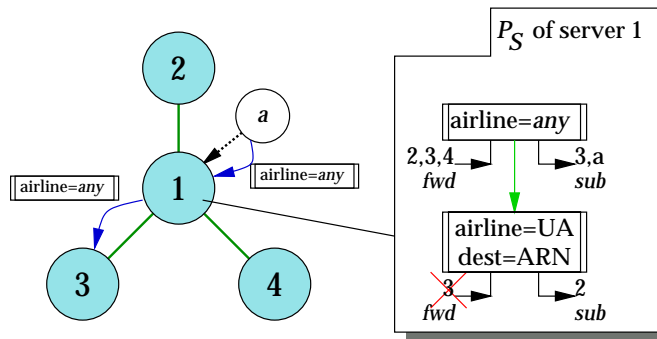 2
a
airline=any
airline=any
1
3
4
P_S of server 1
airline=any
2,3,4
fwd
3,a
sub
airline=UA
dest=ARN
3
fwd
2
sub